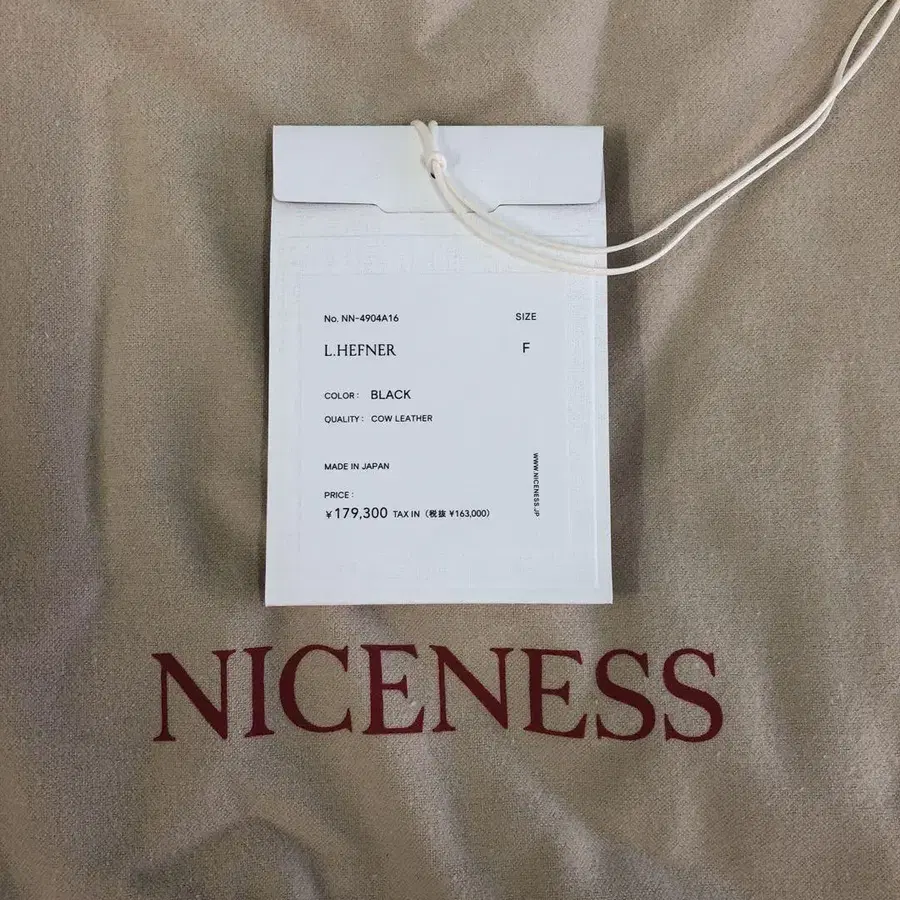 No. NN-4904A16 SIZE
L.HEFNER F
COLOR : BLACK
QUALITY : COW LEATHER
MADE IN JAPAN
PRICE :
¥179,300 TAX IN (税抜 ¥163,000)
WWW.NICENESS.JP
NICENESS